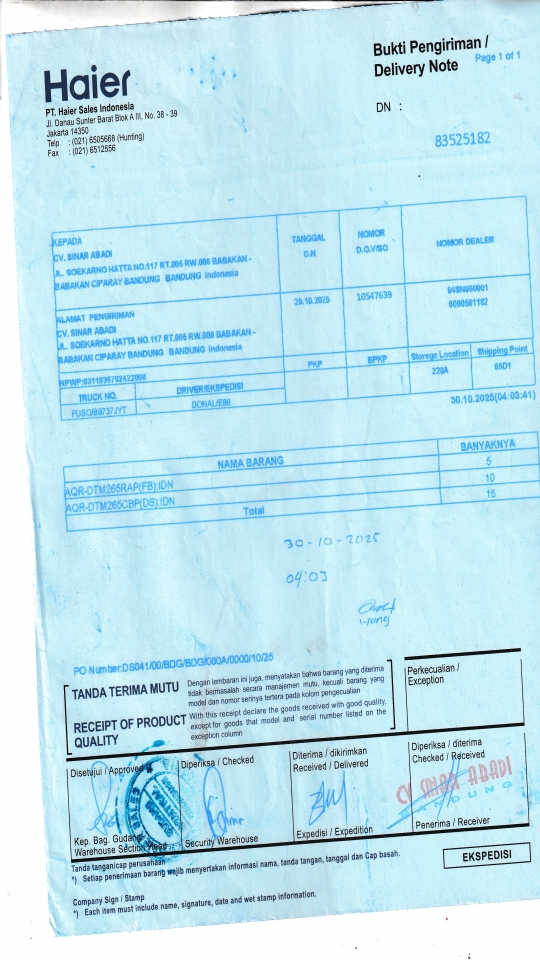 Haier
PT. Haier Sales Indonesia
Jl. Danau Sunter Barat Blok A III, No. 38 - 39
Jakarta 14350
Telp : (021) 6505668 (Hunting)
Fax : (021) 6512556
Bukti Pengiriman /
Delivery Note
Page 1 of 1
DN :
83525182
KEPADA
CV. SINAR ABADI
JL. SOEKARNO HATTA NO.117 RT.005 RW.008 BABAKAN -
BABAKAN CIPARAY BANDUNG BANDUNG Indonesia
TANGGAL
D.N
NOMOR
D.O.V/SO
NOMOR DEALER
ALAMAT PENGIRIMAN
CV. SINAR ABADI
JL. SOEKARNO HATTA NO.117 RT.005 RW.008 BABAKAN -
BABAKAN CIPARAY BANDUNG BANDUNG Indonesia
29.10.2025
10547639
PKP
BPKP
Storege Location
Shipping Point
220A
85D1
TRUCK NO.
DRIVER/EKSPEDISI
FUSO/B9737JYT
DONAL/E88
30.10.2025(04:03:41)
NAMA BARANG
BANYAKNYA
AQR-DTM265RAP(FB):IDN
5
AQR-DTM265CBP(DS):IDN
10
Total
15
30-10-2025
04:03
PO Number:DS041/00/BDG/BDG/000A/0000/10/25
TANDA TERIMA MUTU
Dengan lembaran ini juga, menyatakan bahwa barang yang diterima
tidak bermasalah secara manajemen mutu, kecuali barang yang
model dan nomor serinya tertera pada kolom pengecualian
RECEIPT OF PRODUCT
QUALITY
With this receipt declare the goods received with good quality,
except for goods that model and serial number listed on the
exception column
Perkecualian /
Exception
Disetujui / Approved
Diperiksa / Checked
Diterima / dikirimkan
Received / Delivered
Diperiksa / diterima
Checked / Received
CV SINAR ABADI
BANDUNG
Kep. Bag. Gudang
Warehouse Section Head
Security Warehouse
Expedisi / Expedition
Penerima / Receiver
Tanda tangan/cap perusahaan
*) Setiap penerimaan barang wajib menyertakan informasi nama, tanda tangan, tanggal dan Cap basah.
EKSPEDISI
Company Sign / Stamp
*) Each item must include name, signature, date and wet stamp information.